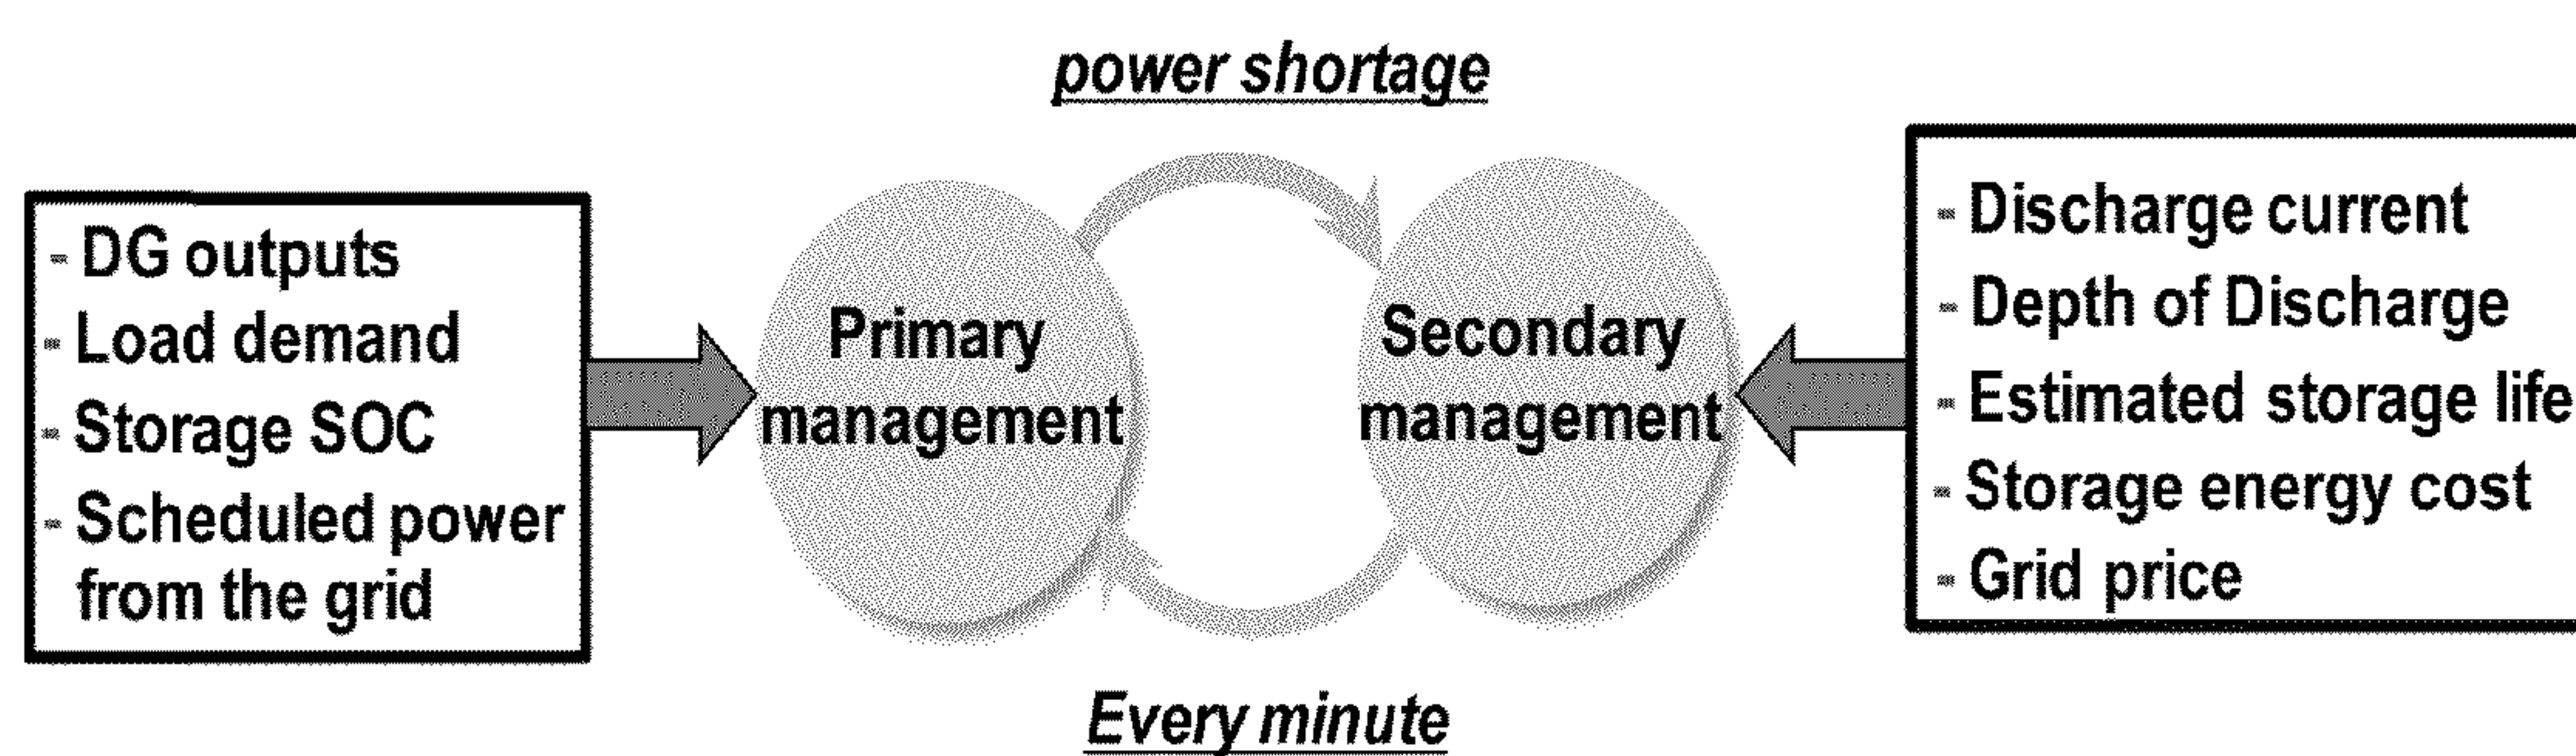 power shortage
- DG outputs
- Load demand
- Storage SOC
- Scheduled power
from the grid
Primary
management
Secondary
management
- Discharge current
- Depth of Discharge
- Estimated storage life
- Storage energy cost
- Grid price
Every minute